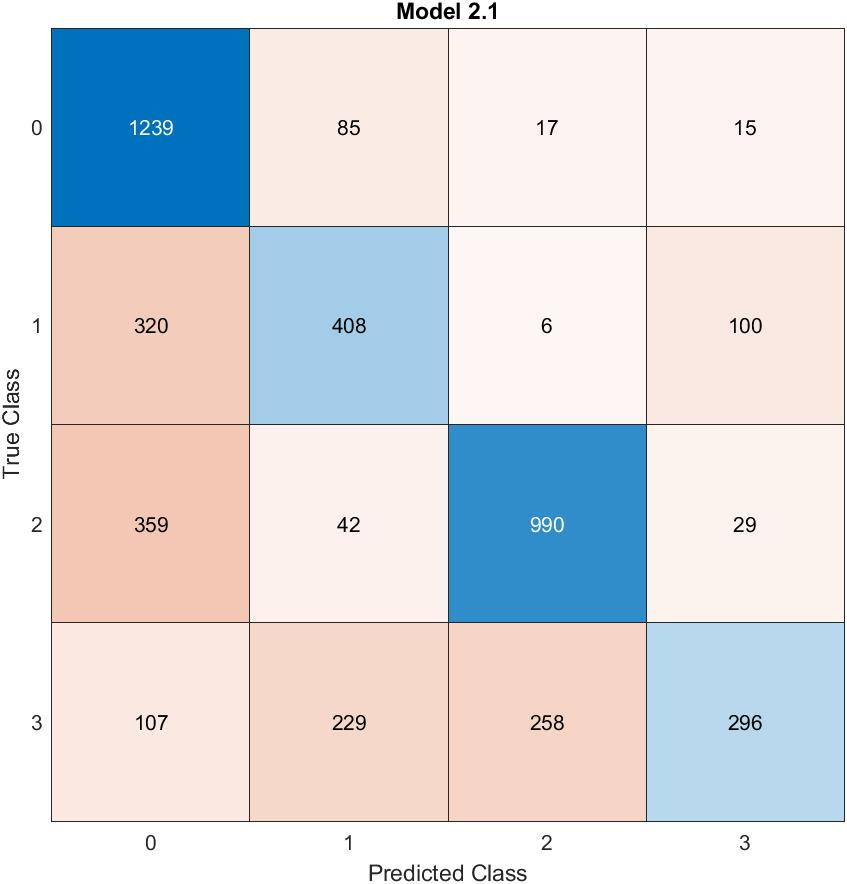 Model 2.1
0 1239 85 17 15
1 320 408 6 100
2 359 42 990 29
3 107 229 258 296
0 1 2 3
Predicted Class
True Class